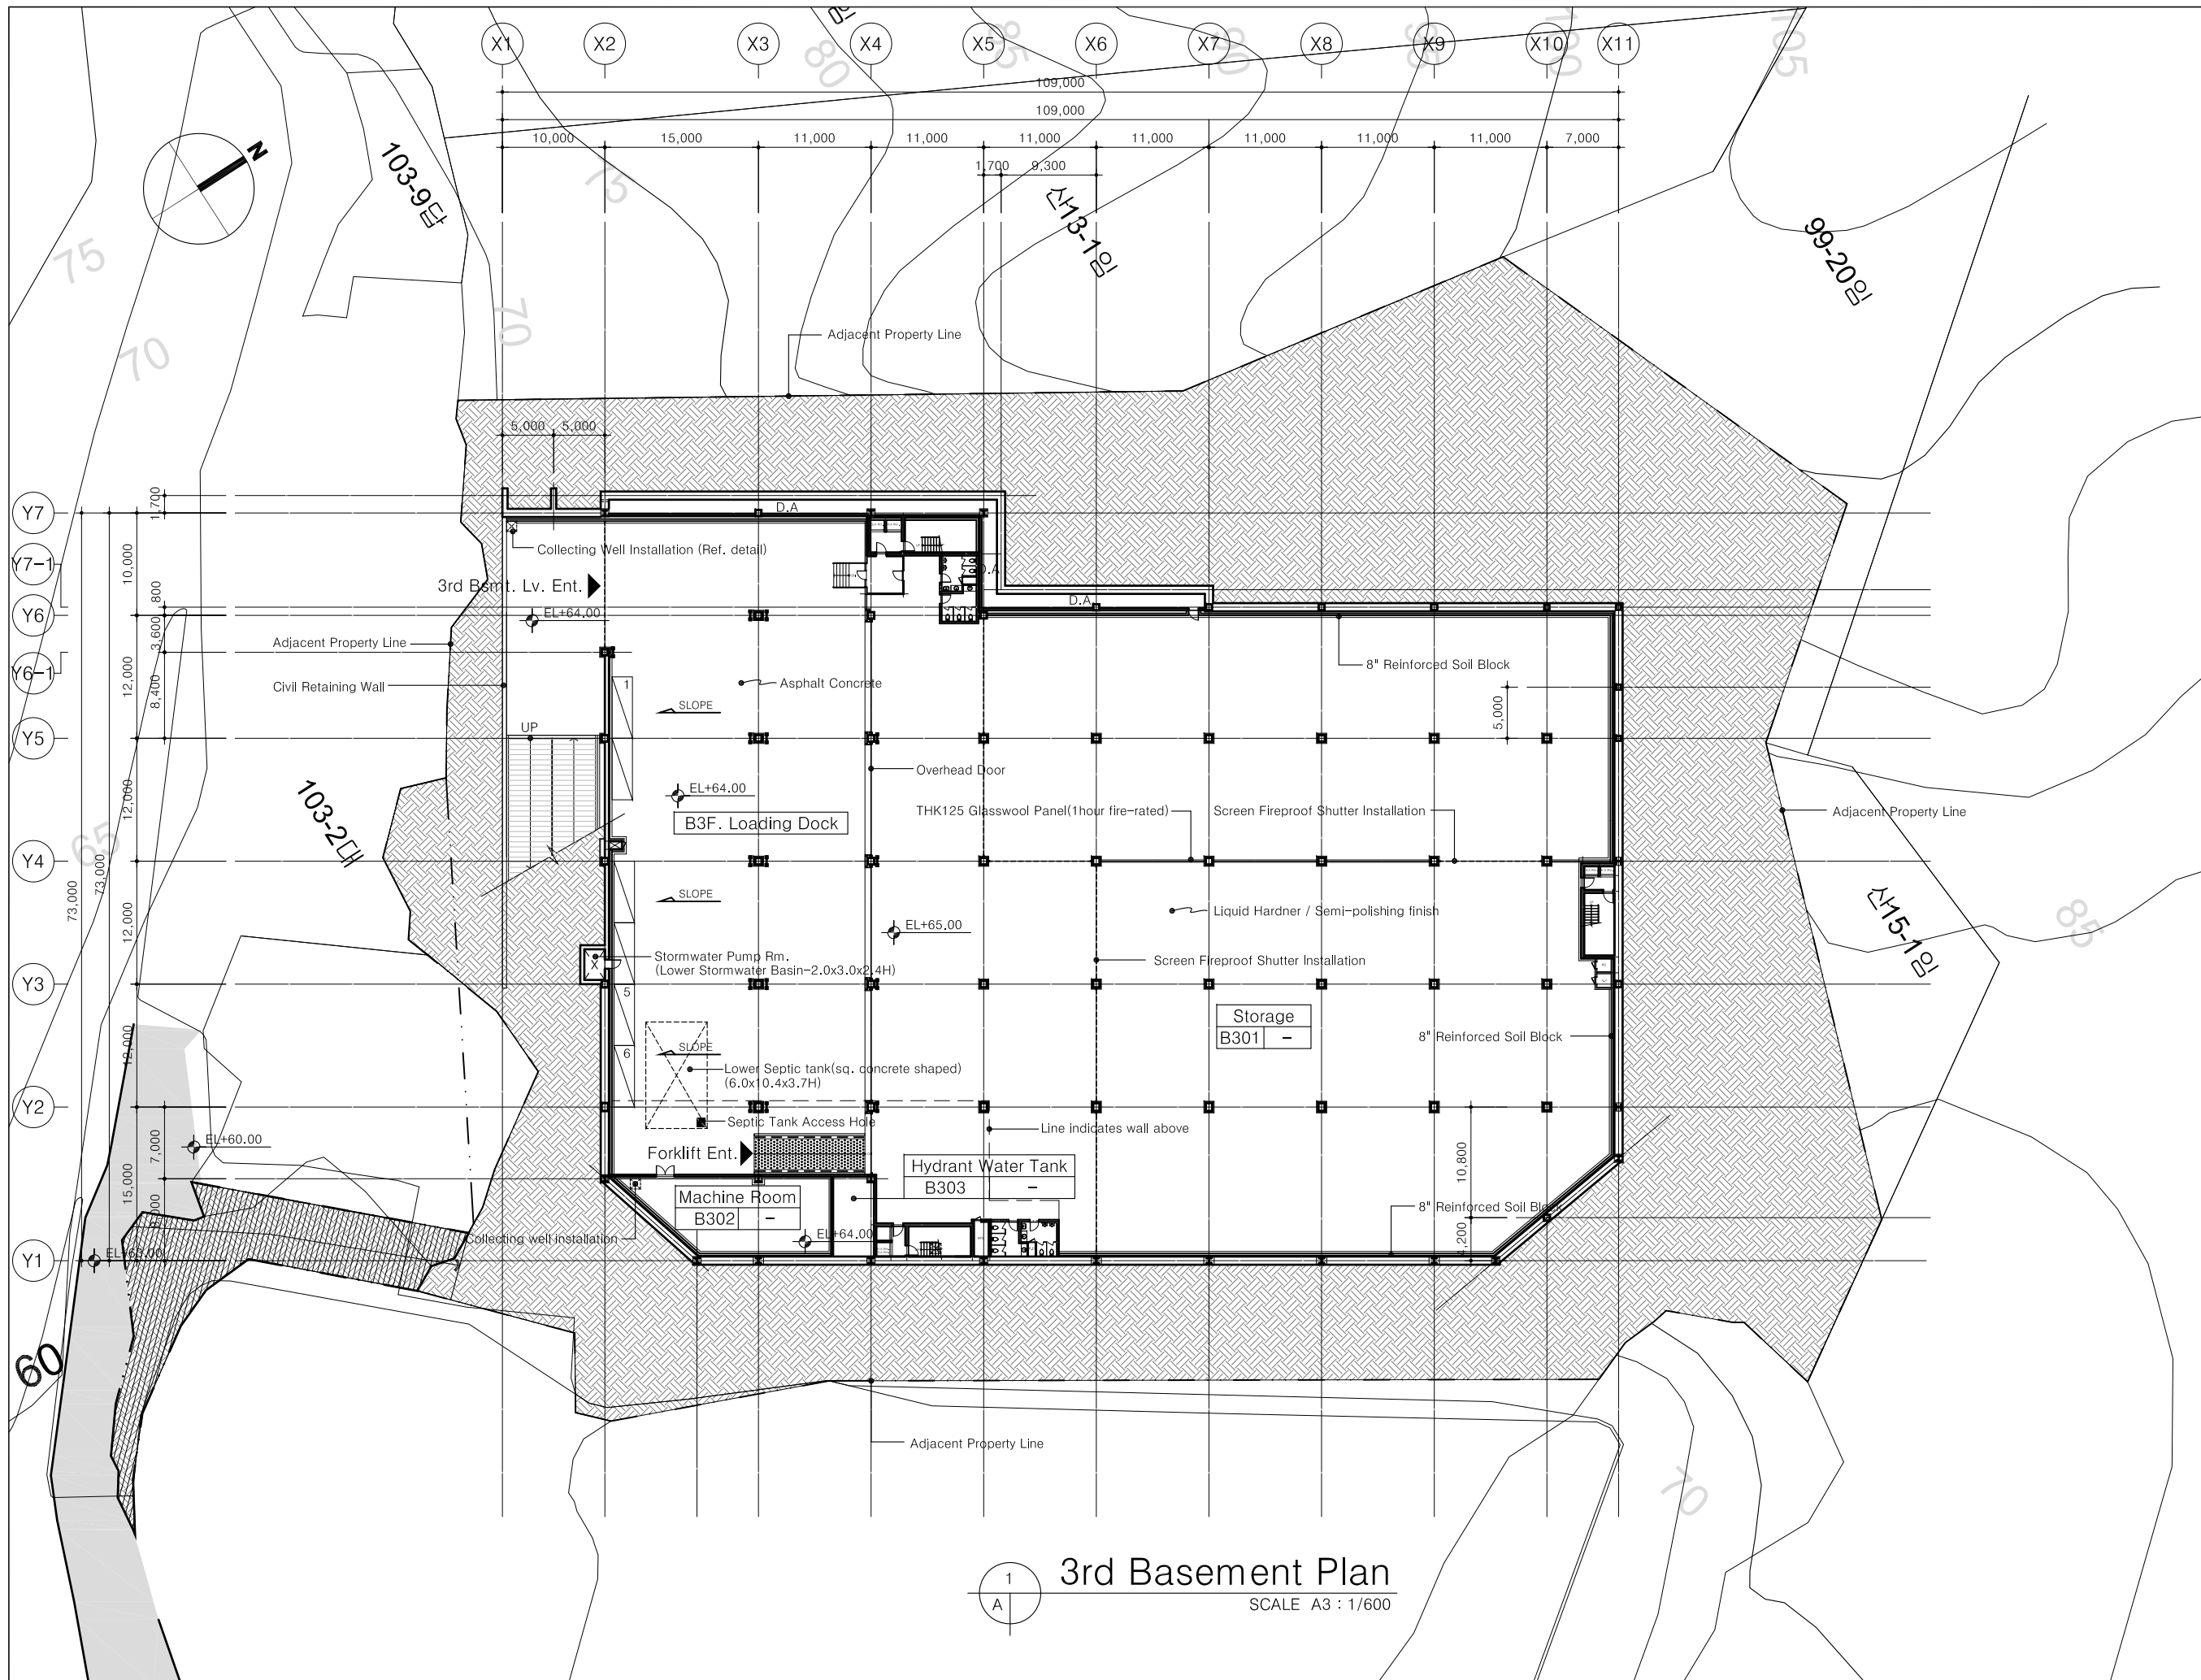 X1 X2 X3 X4 X5 X6 X7 X8 X9 X10 X11
80 85 90 95 100 105
109,000
109,000
10,000 15,000 11,000 11,000 11,000 11,000 11,000 11,000 11,000 7,000
1,700 9,300
N
103-9답
산13-1임
99-20임
75
75
70
70
Adjacent Property Line
5,000 5,000
1,700
Y7
D.A
Collecting Well Installation (Ref. detail)
10,000
Y7-1
D.A
3rd Bsmt. Lv. Ent.
D.A
800
Y6
EL+64.00
3,600
Adjacent Property Line
8" Reinforced Soil Block
Y6-1
12,000
Civil Retaining Wall
1
Asphalt Concrete
8,400
SLOPE
5,000
UP
Y5
Overhead Door
EL+64.00
12,000
103-2대
THK125 Glasswool Panel(1hour fire-rated)
Screen Fireproof Shutter Installation
Adjacent Property Line
B3F. Loading Dock
65
Y4
73,000
73,000
SLOPE
12,000
Liquid Hardner / Semi-polishing finish
산15-1임
85
EL+65.00
Stormwater Pump Rm.
(Lower Stormwater Basin-2.0x3.0x2.4H)
Screen Fireproof Shutter Installation
X
Y3
5
Storage
B301 -
12,000
8" Reinforced Soil Block
SLOPE
6
Lower Septic tank(sq. concrete shaped)
(6.0x10.4x3.7H)
Y2
Septic Tank Access Hole
Line indicates wall above
EL+60.00
7,000
Forklift Ent.
10,800
Hydrant Water Tank
B303 -
15,000
8,000
Machine Room
B302 -
8" Reinforced Soil Block
EL+64.00
Collecting well installation
4,200
Y1
EL+63.00
60
Adjacent Property Line
70
1
A
3rd Basement Plan
SCALE A3 : 1/600